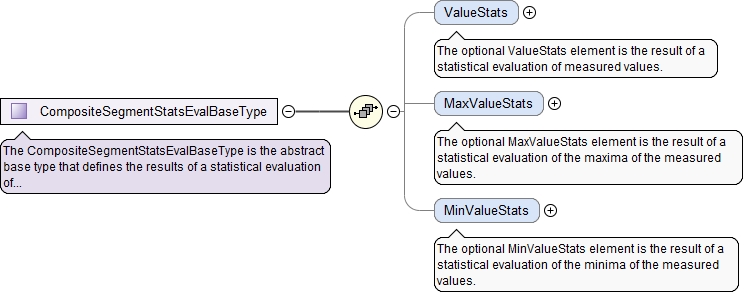 ValueStats
The optional ValueStats element is the result of a
statistical evaluation of measured values.
CompositeSegmentStatsEvalBaseType
The CompositeSegmentStatsEvalBaseType is the abstract
base type that defines the results of a statistical evaluation
of...
MaxValueStats
The optional MaxValueStats element is the result of a
statistical evaluation of the maxima of the measured
values.
MinValueStats
The optional MinValueStats element is the result of a
statistical evaluation of the minima of the measured
values.